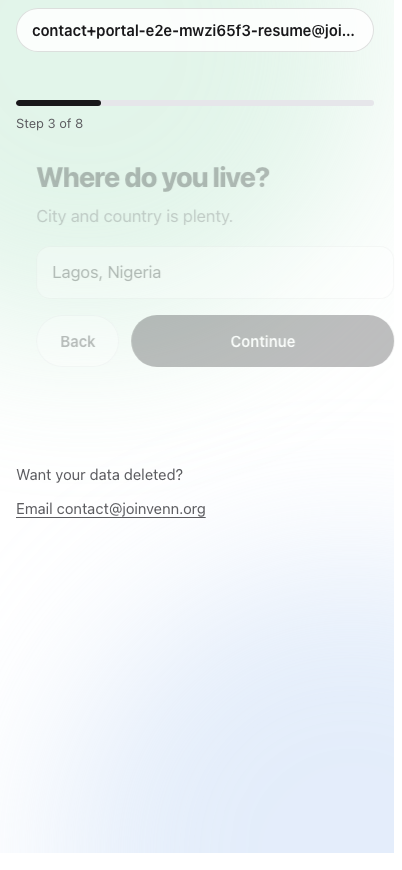 contact+portal-e2e-mwzi65f3-resume@joi...
Step 3 of 8
Where do you live?
City and country is plenty.
Lagos, Nigeria
Back
Continue
Want your data deleted?
Email contact@joinvenn.org